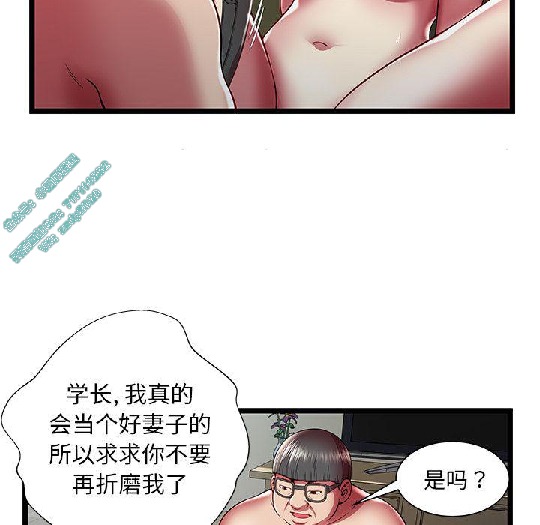 学长, 我真的
会当个好妻子的
所以求求你不要
再折磨我了
是吗？